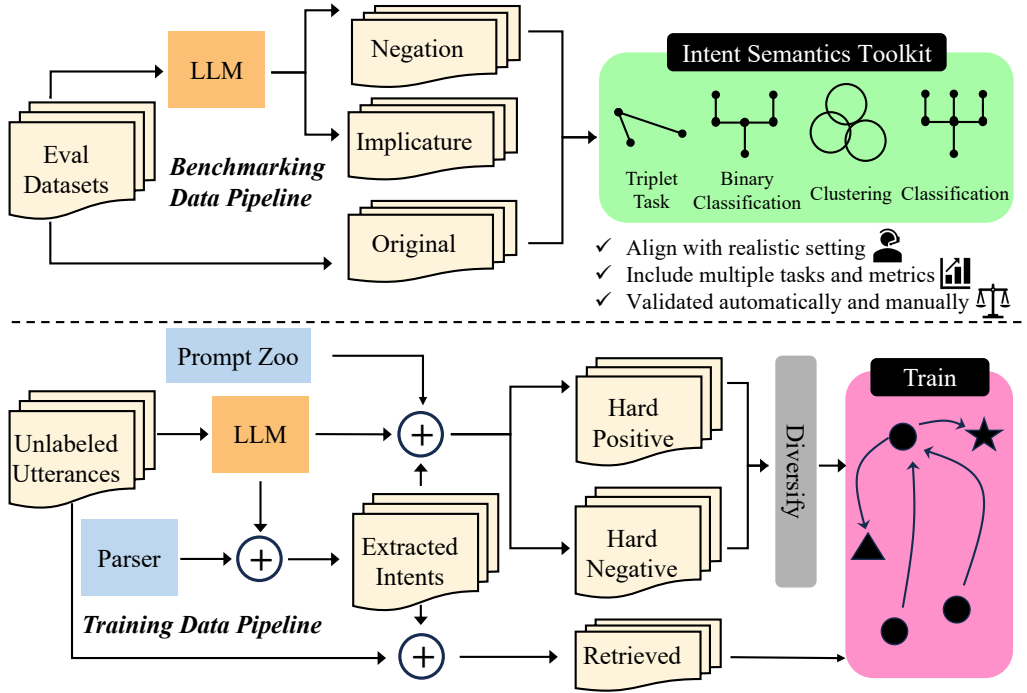 LLM
Negation
Implicature
Original
Eval
Datasets
Benchmarking
Data Pipeline
Intent Semantics Toolkit
Triplet
Task
Binary
Classification
Clustering
Classification
✓ Align with realistic setting
✓ Include multiple tasks and metrics
✓ Validated automatically and manually
Prompt Zoo
Unlabeled
Utterances
LLM
+
Parser
+
Extracted
Intents
Training Data Pipeline
+
Hard
Positive
Hard
Negative
Retrieved
Diversify
Train